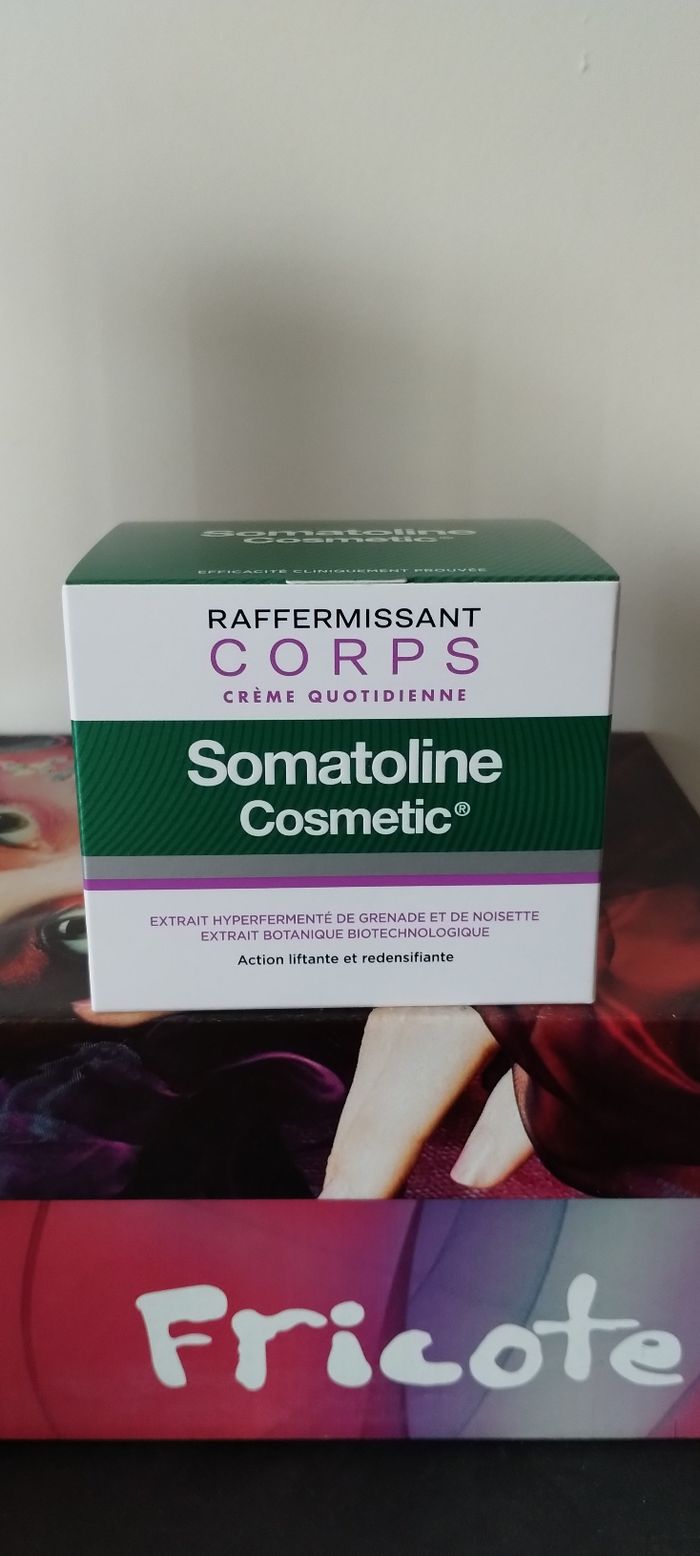 Somatoline
Cosmetic®
EFFICACITÉ CLINIQUEMENT PROUVÉE
RAFFERMISSANT
CORPS
CRÈME QUOTIDIENNE
Somatoline
Cosmetic®
EXTRAIT HYPERFERMENTÉ DE GRENADE ET DE NOISETTE
EXTRAIT BOTANIQUE BIOTECHNOLOGIQUE
Action liftante et redensifiante
Fricote